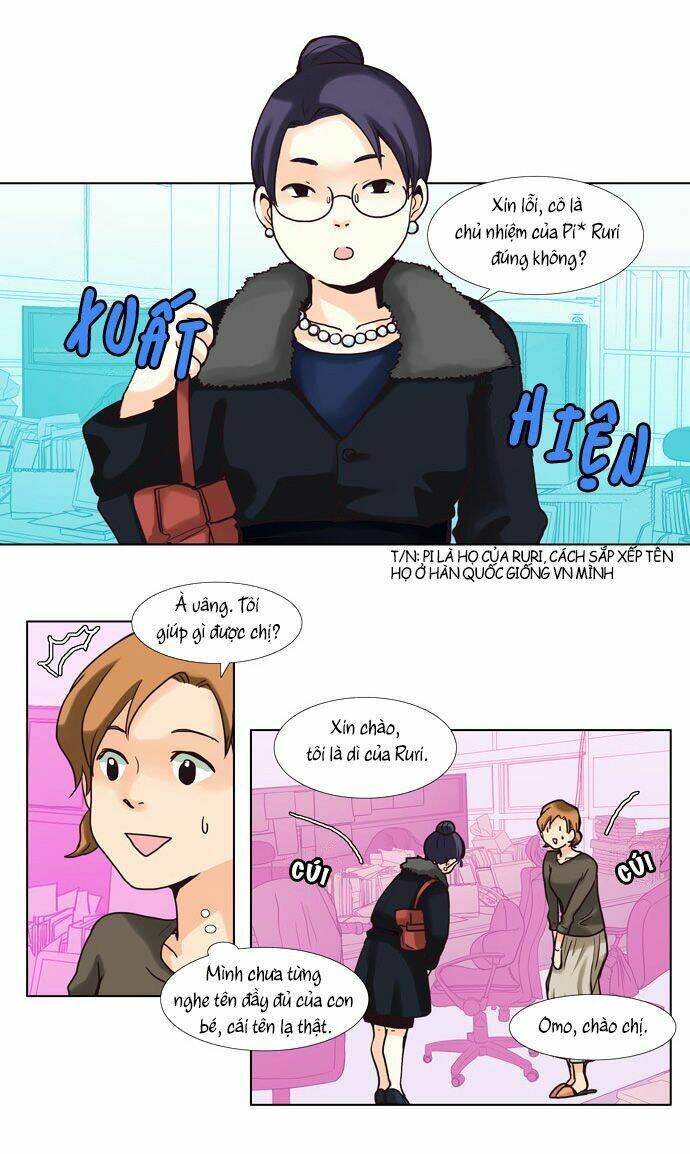 Xin lỗi, cô là
chủ nhiệm của Pi* Ruri
đúng không?
XUẤT
HIỆN
T/N: PI LÀ HỌ CỦA RURI, CÁCH SẮP XẾP TÊN
HỌ Ở HÀN QUỐC GIỐNG VN MÌNH
À vâng. Tôi
giúp gì được chị?
Xin chào,
tôi là dì của Ruri.
CÚI
CÚI
Mình chưa từng
nghe tên đầy đủ của con
bé, cái tên lạ thật.
Omo, chào chị.